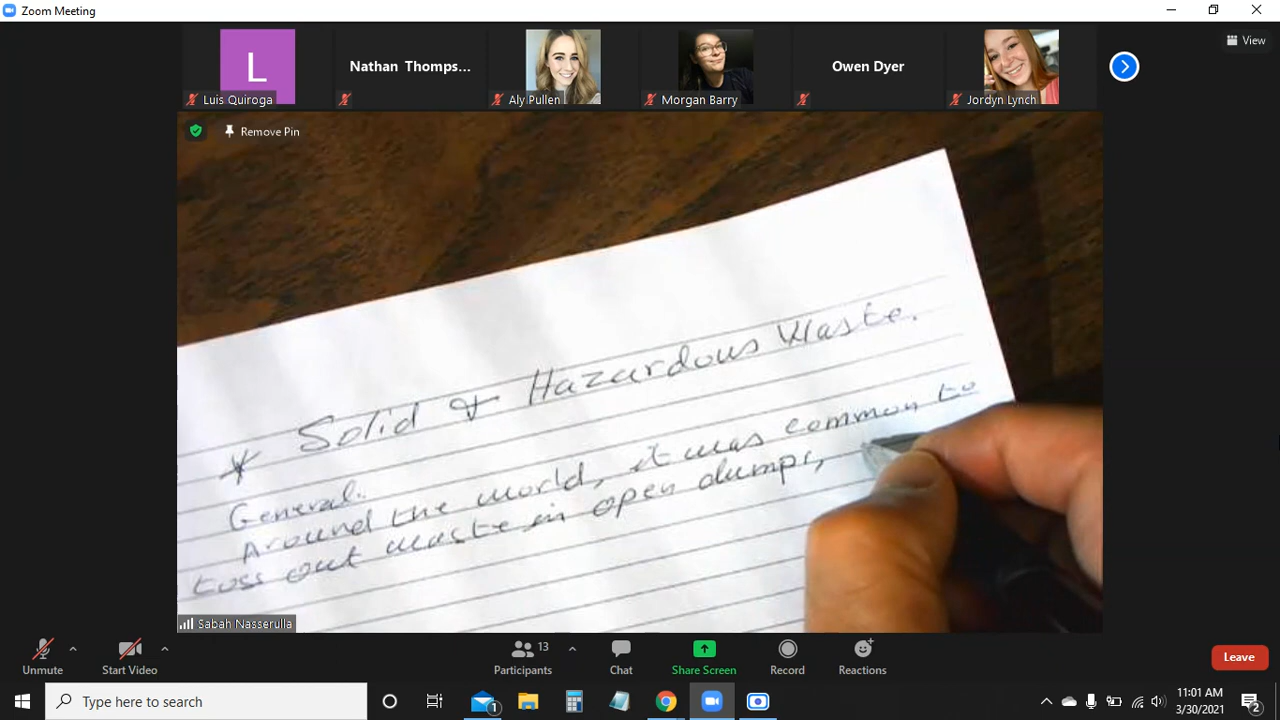 Zoom Meeting
View
L
Luis Quiroga
Nathan Thomps...
Aly Pullen
Morgan Barry
Owen Dyer
Jordyn Lynch
Remove Pin
* Solid & Hazardous Waste.
General.
Around the world, it was common to
toss out waste in open dumps,
Sabah Nasserulla
Unmute
Start Video
Participants
13
Chat
Share Screen
Record
Reactions
Leave
Type here to search
1
11:01 AM
3/30/2021
2